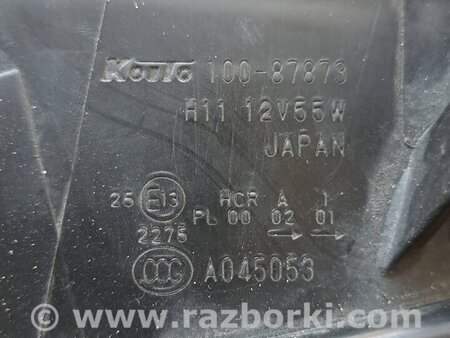 KOITO 100-87873
H11 12V55W
JAPAN
25 E13 HCR A 1
PL 00 02 01
2275
CCC A045053
© www.razborki.com